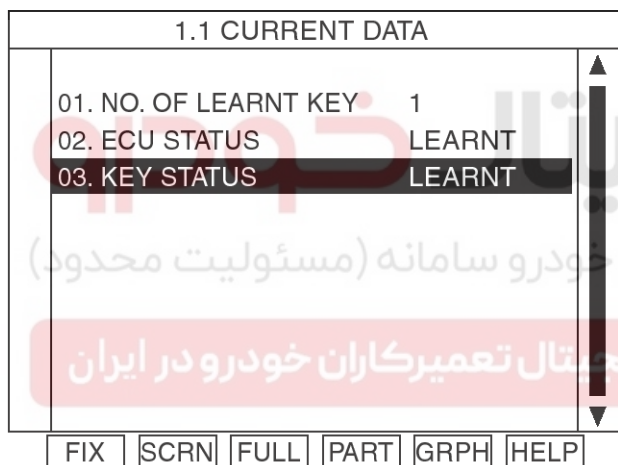 1.1 CURRENT DATA
01. NO. OF LEARNT KEY 1
02. ECU STATUS LEARNT
03. KEY STATUS LEARNT
خودرو
خودرو سامانه (مسئولیت محدود)
تعمیرکاران خودرو در ایران
FIX SCRN FULL PART GRPH HELP